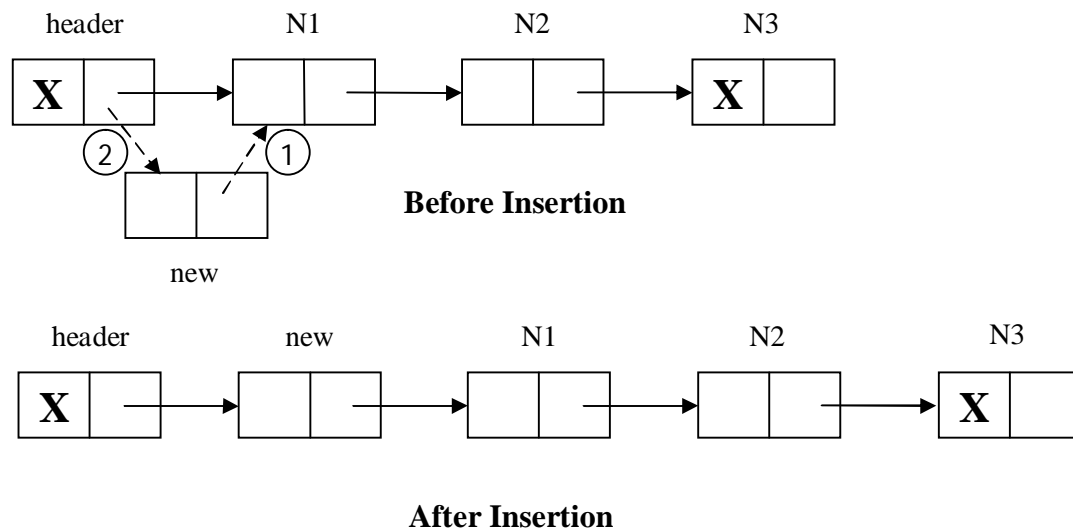 header N1 N2 N3
X X
2 1
Before Insertion
new
header new N1 N2 N3
X X
After Insertion